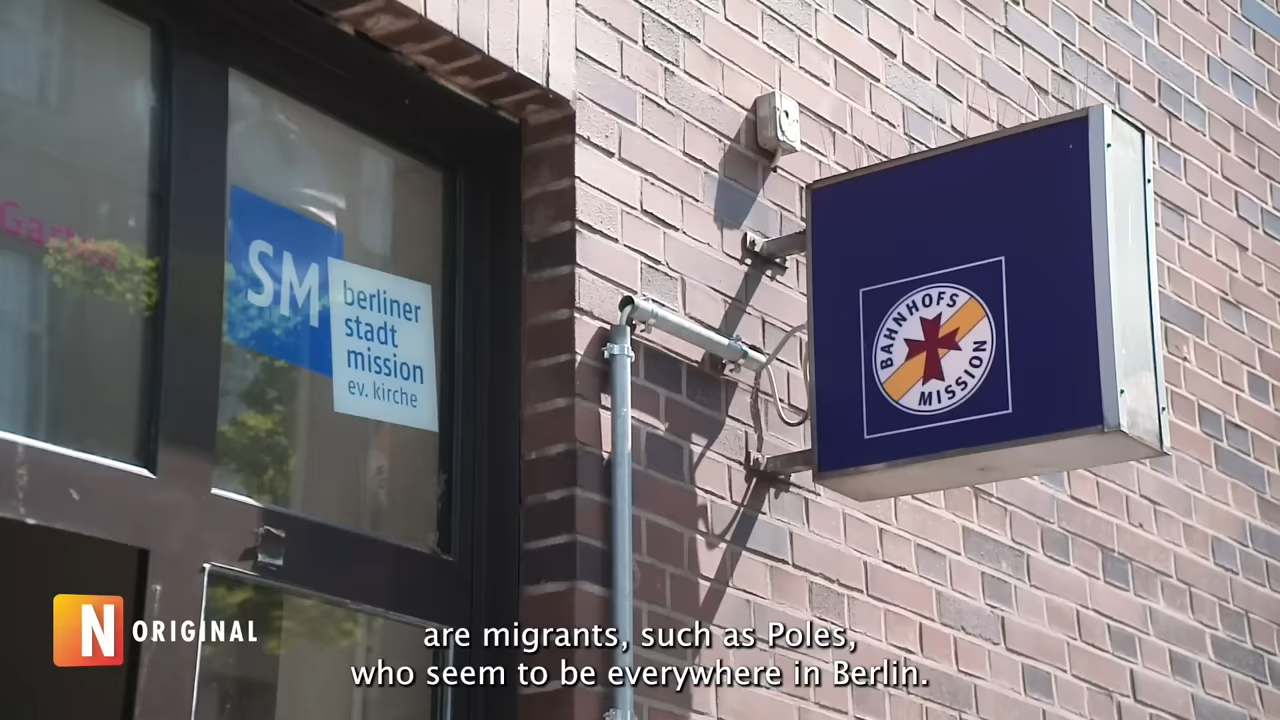 Garten
SM
berliner
stadt
mission
ev. kirche
BAHNHOFS
MISSION
N ORIGINAL
are migrants, such as Poles,
who seem to be everywhere in Berlin.